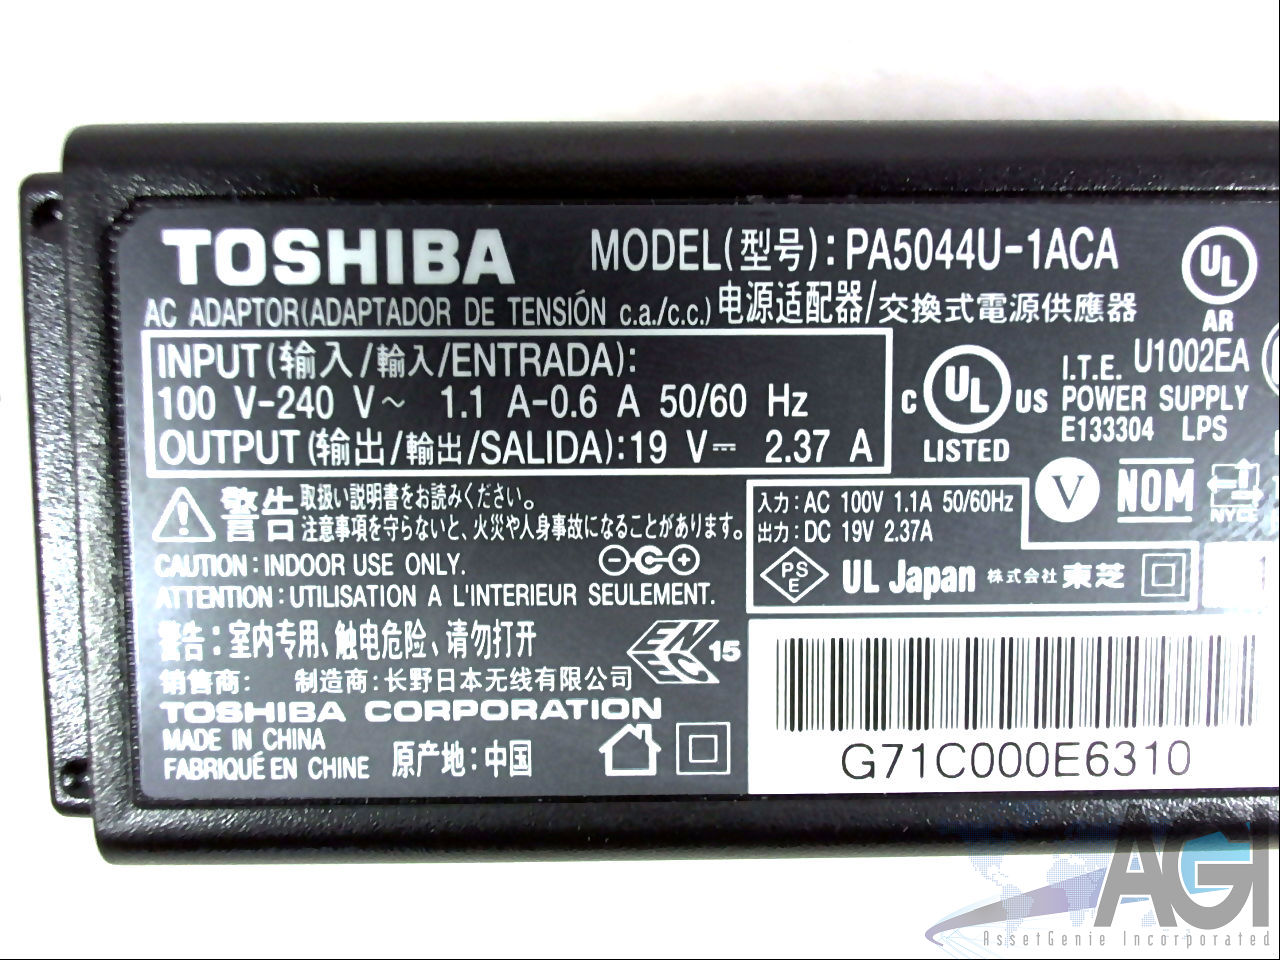 TOSHIBA MODEL(型号):PA5044U-1ACA
AC ADAPTOR(ADAPTADOR DE TENSIÓN c.a./c.c.)电源适配器/交換式電源供應器
UL
AR
INPUT(输入/輸入/ENTRADA):
100 V-240 V~ 1.1 A-0.6 A 50/60 Hz
OUTPUT(输出/輸出/SALIDA):19 V⎓ 2.37 A
C UL US
LISTED
I.T.E. U1002EA
POWER SUPPLY
E133304 LPS
警告 取扱い説明書をお読みください。
注意事項を守らないと、火災や人身事故になることがあります。
CAUTION:INDOOR USE ONLY.
ATTENTION:UTILISATION A L'INTERIEUR SEULEMENT.
警告:室内专用、触电危险、请勿打开
销售商: 制造商:长野日本无线有限公司
TOSHIBA CORPORATION
MADE IN CHINA
FABRIQUÉ EN CHINE 原产地:中国
入力:AC 100V 1.1A 50/60Hz
出力:DC 19V 2.37A
PS
E
UL Japan 株式会社 東芝
V NOM
NYCE
ENEC 15
G71C000E6310
AGI
AssetGenie Incorporated